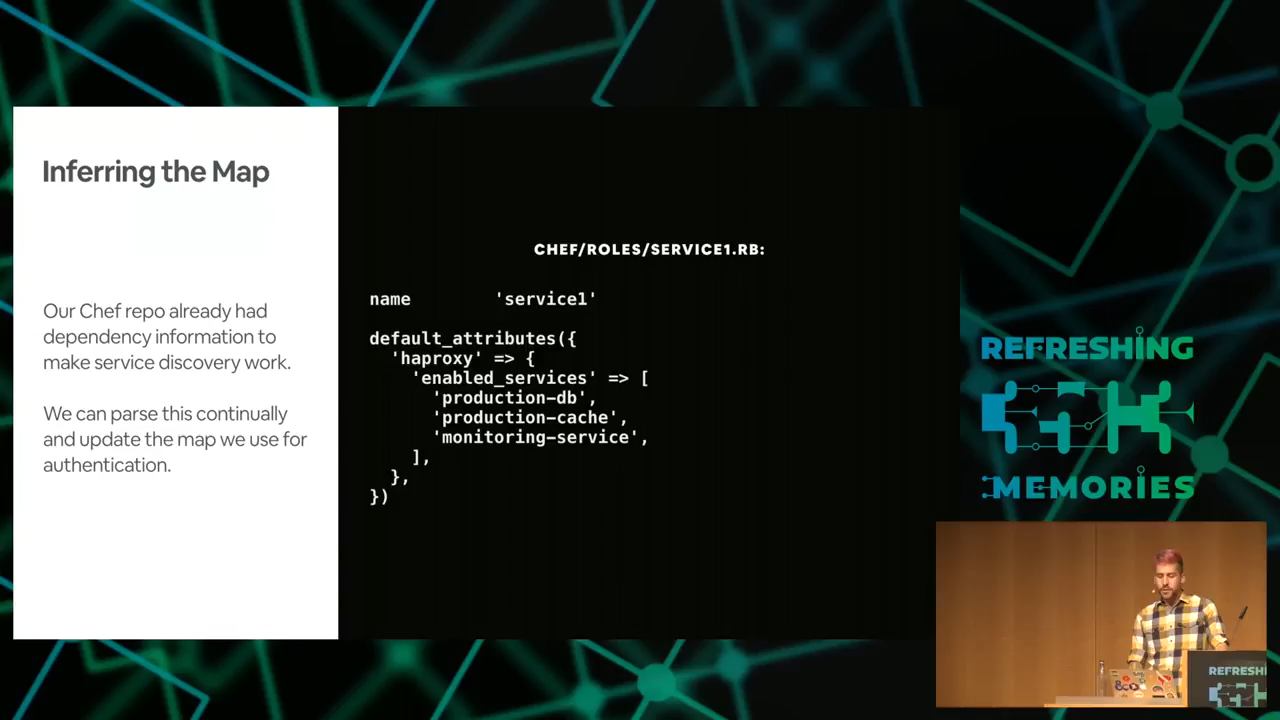 Inferring the Map
Our Chef repo already had
dependency information to
make service discovery work.
We can parse this continually
and update the map we use for
authentication.
CHEF/ROLES/SERVICE1.RB:
name        'service1'
default_attributes({
  'haproxy' => {
    'enabled_services' => [
      'production-db',
      'production-cache',
      'monitoring-service',
    ],
  },
})
REFRESHING
35C3
MEMORIES
REFRESHI